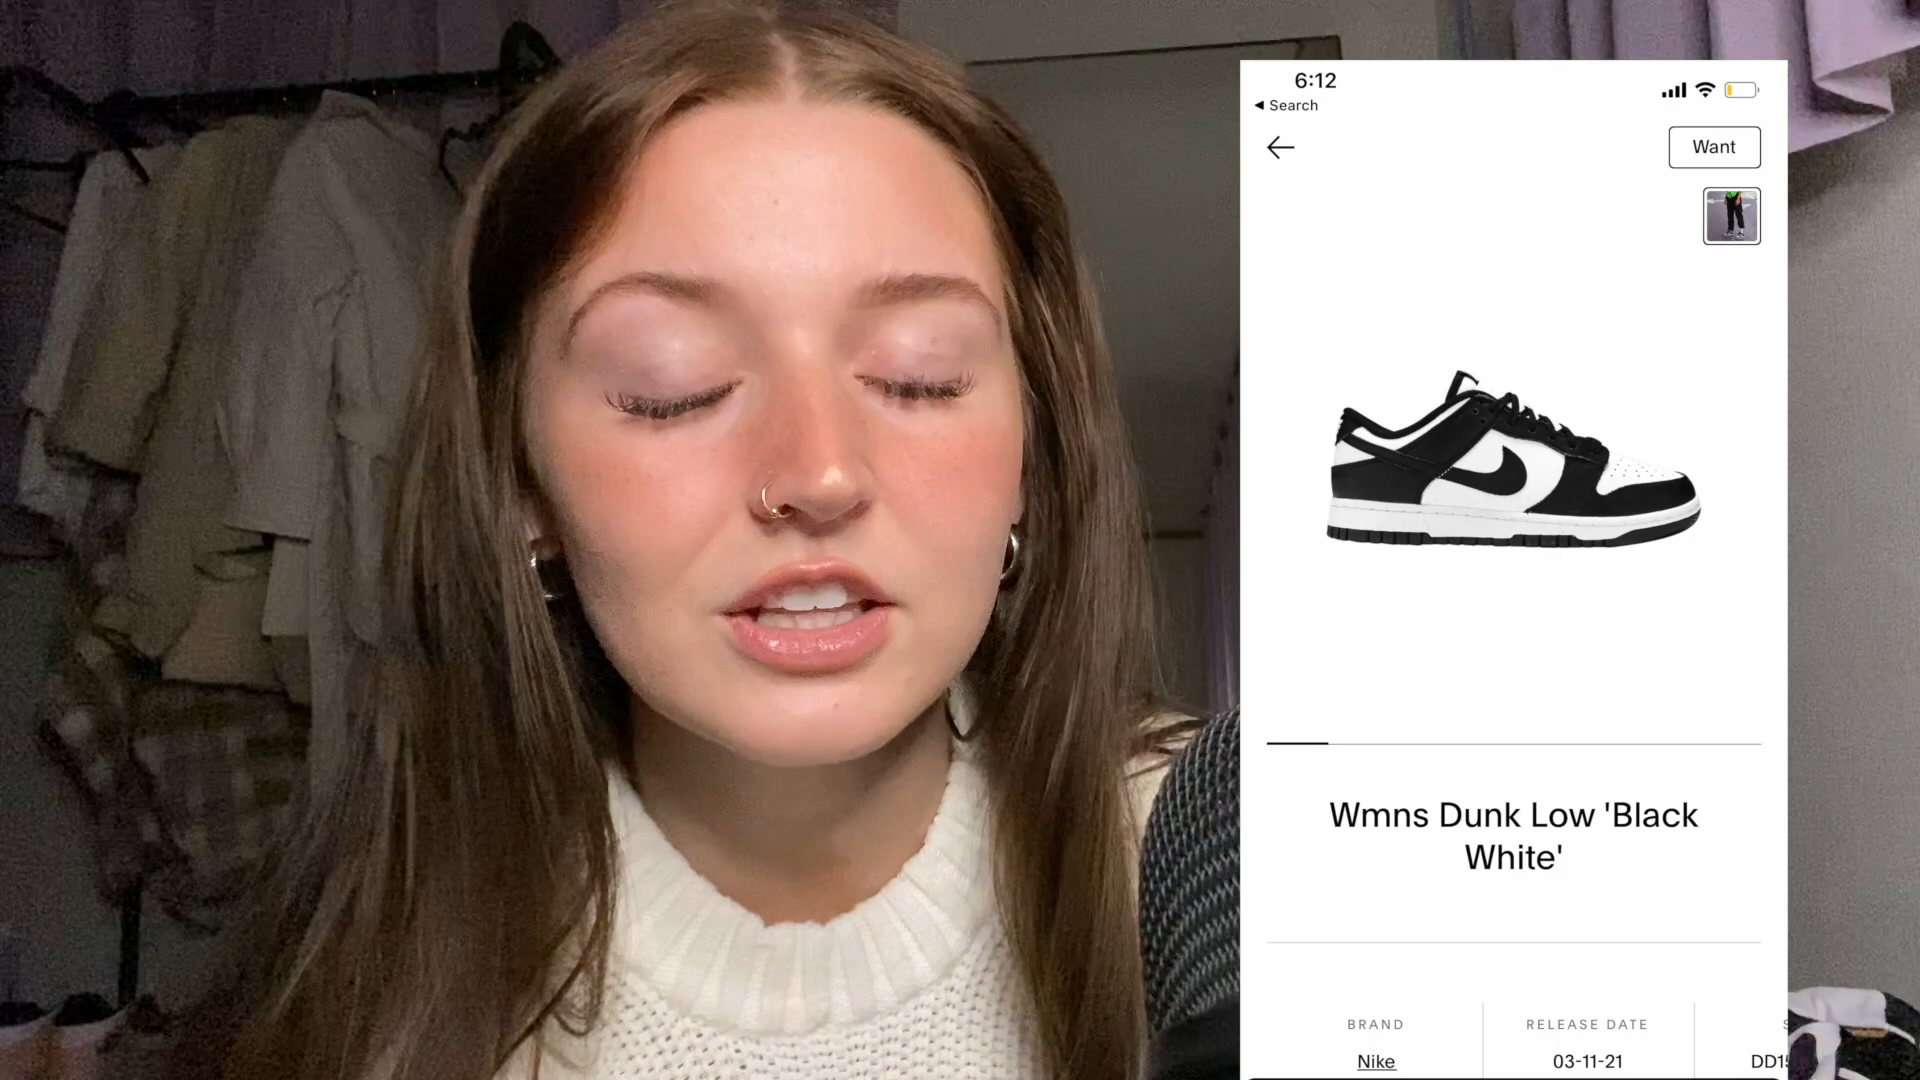 6:12
Search
Want
Wmns Dunk Low 'Black
White'
BRAND
RELEASE DATE
Nike
03-11-21